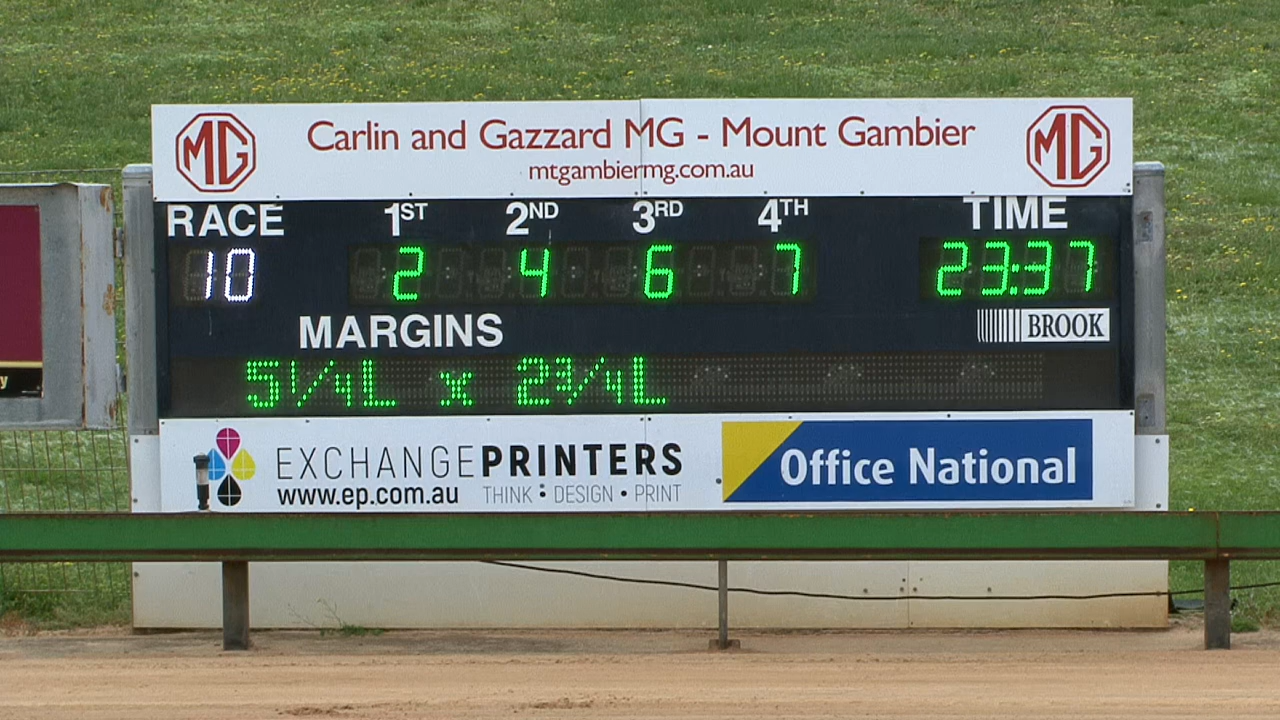 MG Carlin and Gazzard MG - Mount Gambier MG
mtgambiermg.com.au
RACE 1ST 2ND 3RD 4TH TIME
10 2 4 6 7 23:37
MARGINS BROOK
5 1/4L x 2 3/4L
EXCHANGEPRINTERS Office National
www.ep.com.au THINK : DESIGN • PRINT
y